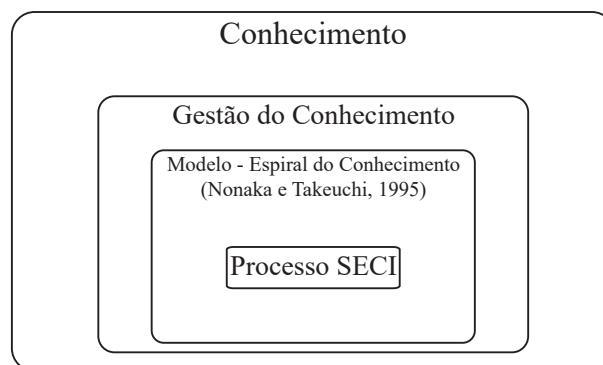 Conhecimento
Gestão do Conhecimento
Modelo - Espiral do Conhecimento
(Nonaka e Takeuchi, 1995)
Processo SECI